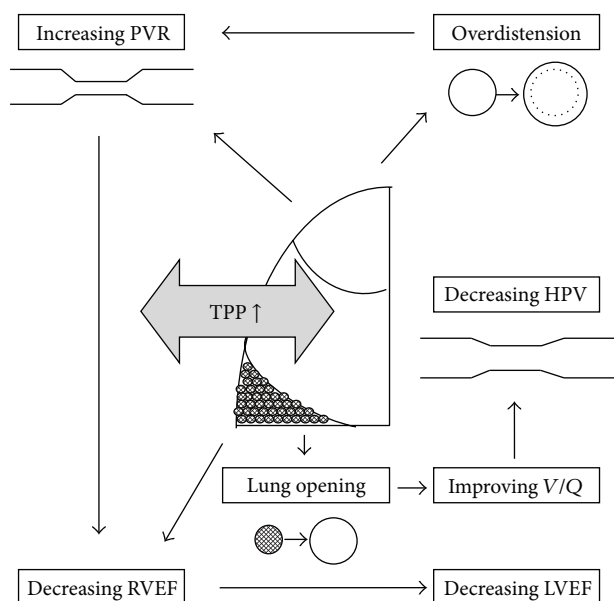 Increasing PVR
Overdistension
TPP ↑
Decreasing HPV
Lung opening
Improving V/Q
Decreasing RVEF
Decreasing LVEF